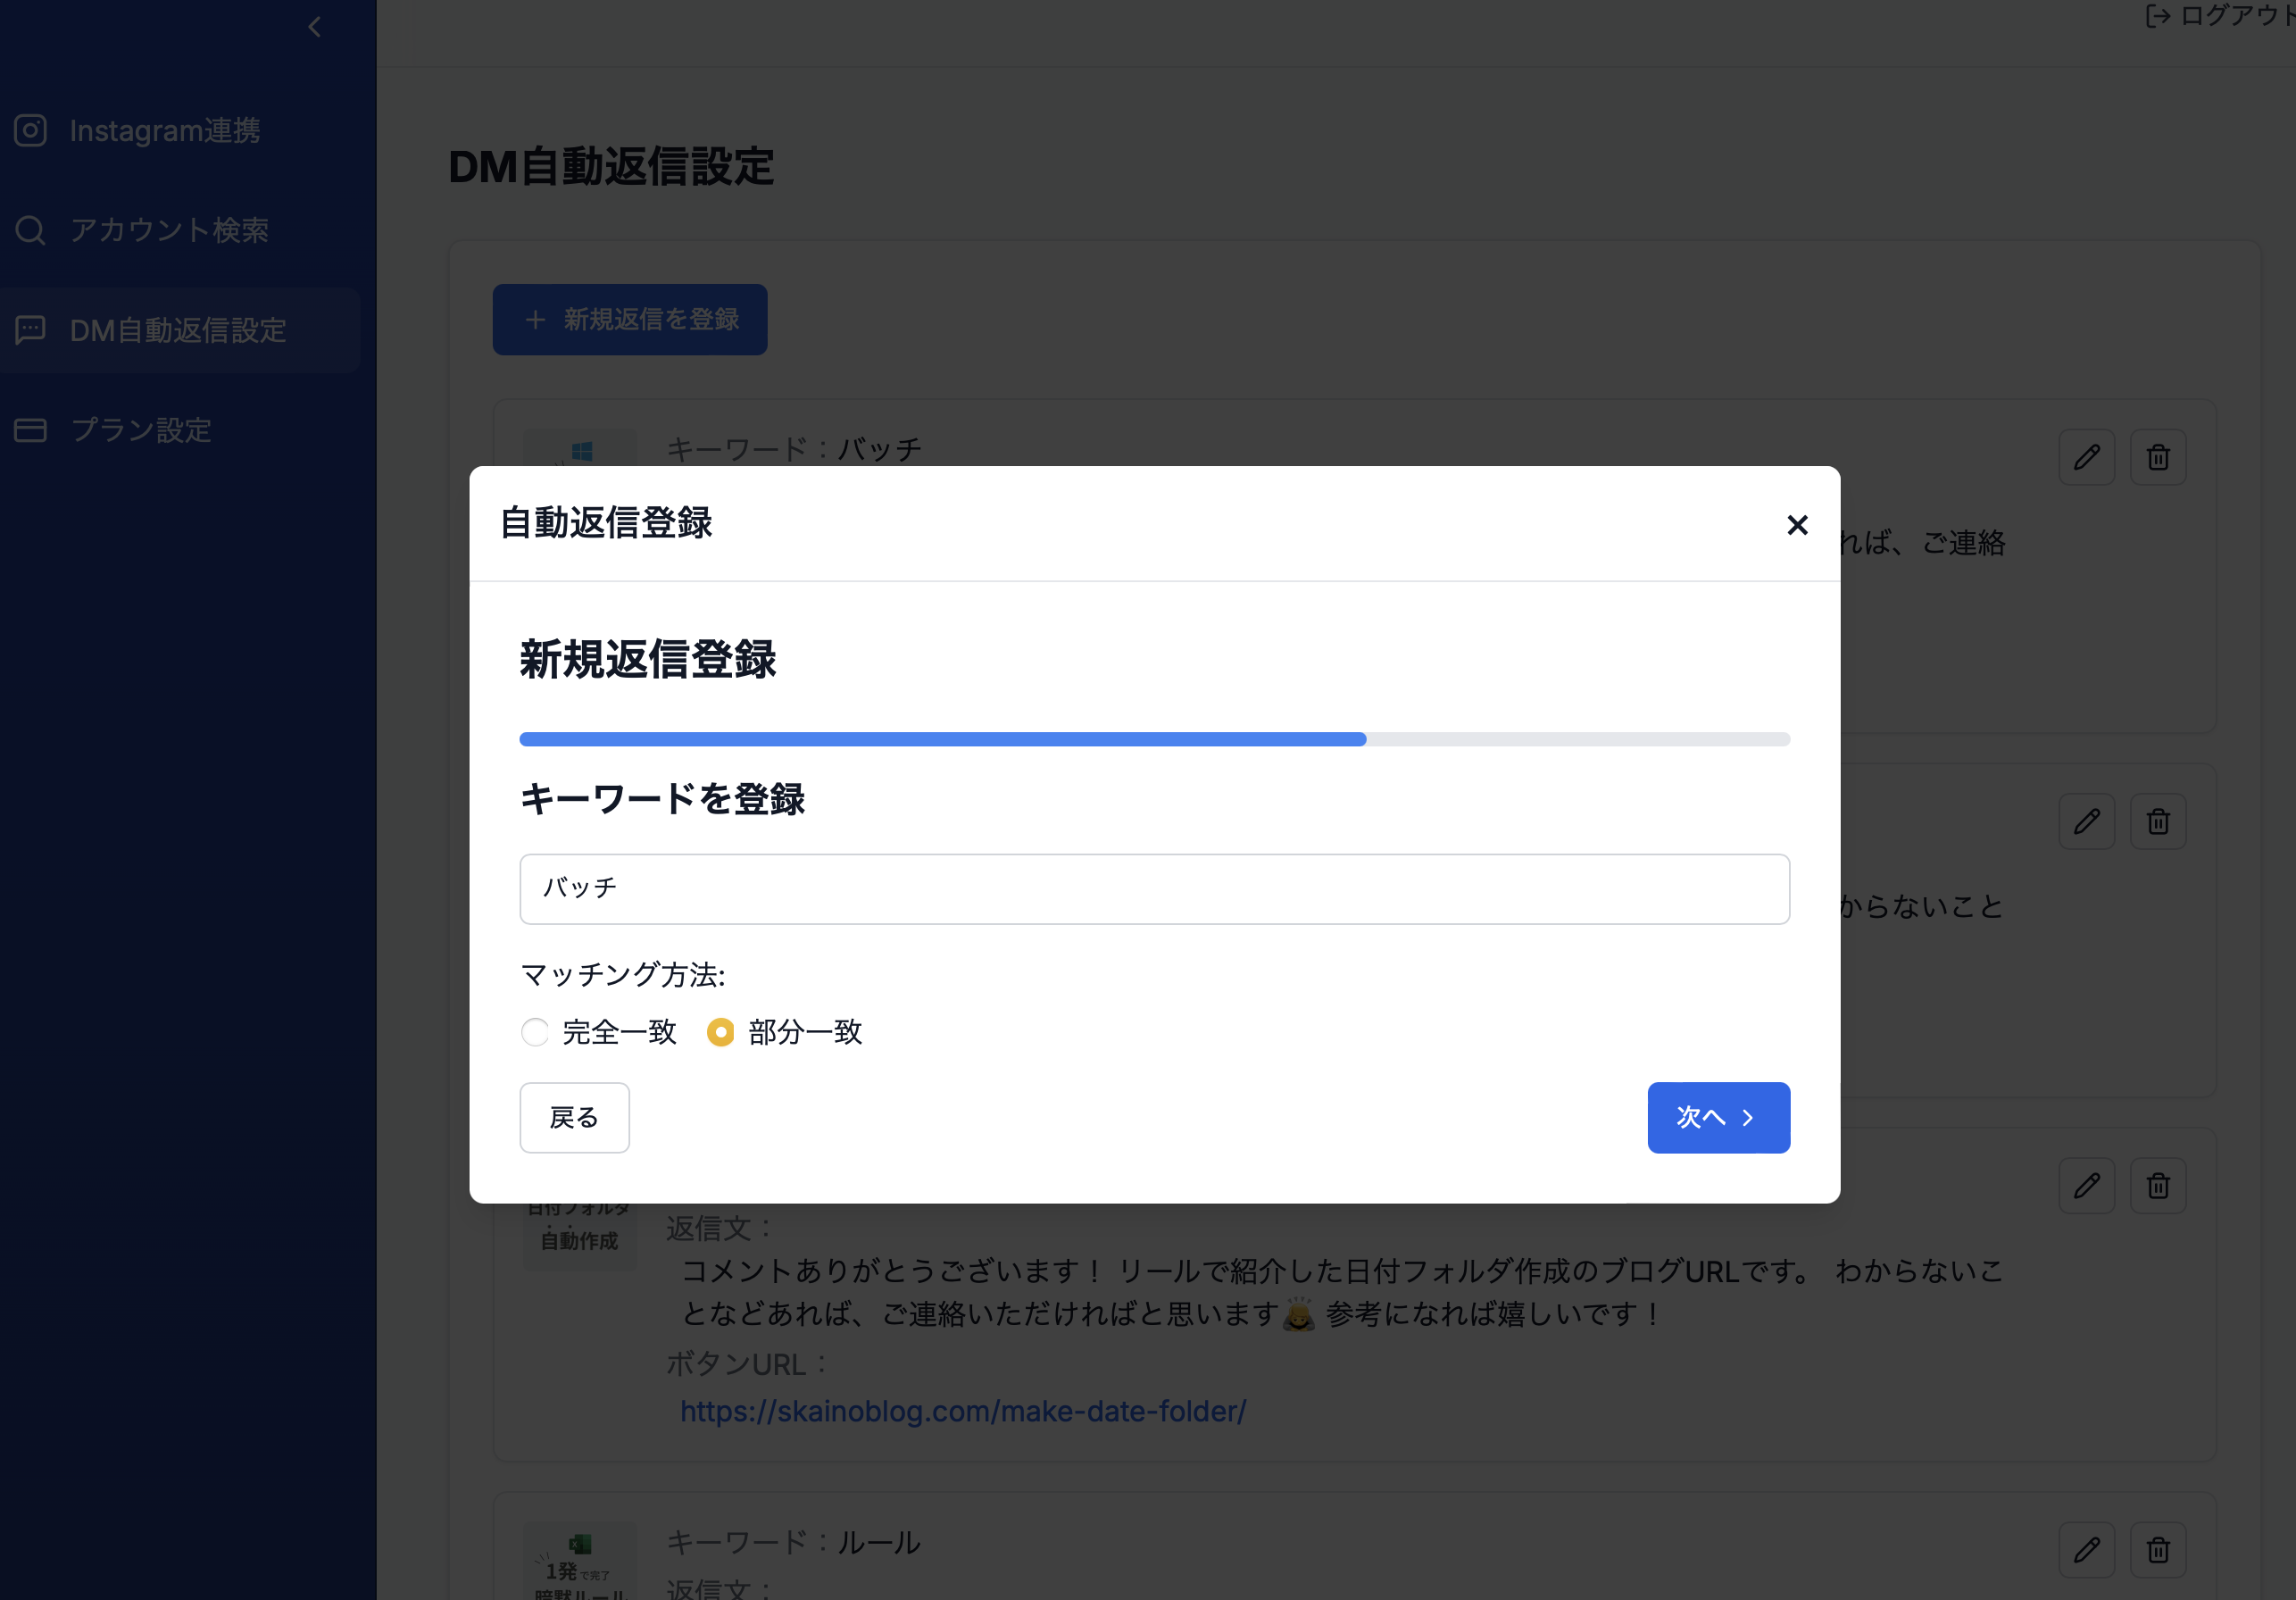 ログアウト
Instagram連携
アカウント検索
DM自動返信設定
プラン設定
DM自動返信設定
新規返信を登録
キーワード：バッチ
れば、ご連絡
自動返信登録
新規返信登録
キーワードを登録
バッチ
マッチング方法:
完全一致 部分一致
戻る
次へ
からないこと
日付フォルダ
自動作成
返信文：
コメントありがとうございます！ リールで紹介した日付フォルダ作成のブログURLです。 わからないこ
となどあれば、ご連絡いただければと思います🙇 参考になれば嬉しいです！
ボタンURL：
https://skainoblog.com/make-date-folder/
キーワード：ルール
1発で完了
暗黙ルール
返信文：